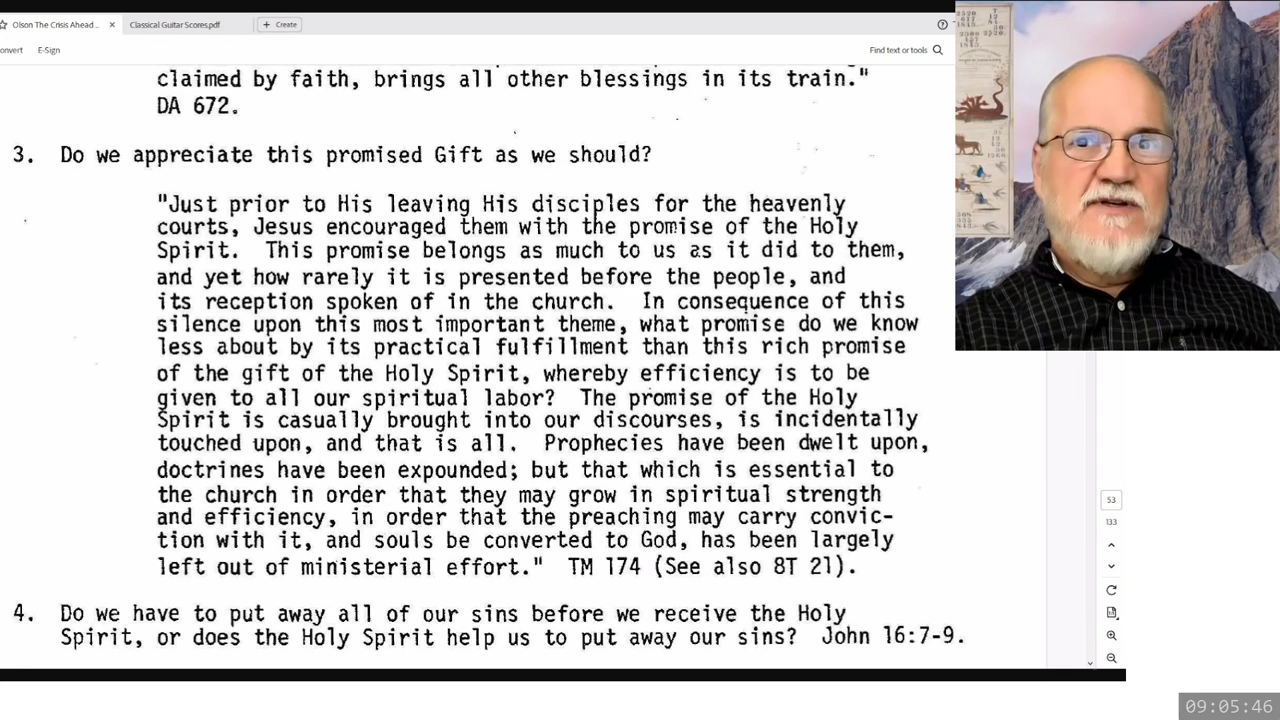 Olson The Crisis Ahead ...
Classical Guitar Scores.pdf
Create
onvert
E-Sign
Find text or tools
claimed by faith, brings all other blessings in its train."
DA 672.
3. Do we appreciate this promised Gift as we should?
"Just prior to His leaving His disciples for the heavenly
courts, Jesus encouraged them with the promise of the Holy
Spirit. This promise belongs as much to us as it did to them,
and yet how rarely it is presented before the people, and
its reception spoken of in the church. In consequence of this
silence upon this most important theme, what promise do we know
less about by its practical fulfillment than this rich promise
of the gift of the Holy Spirit, whereby efficiency is to be
given to all our spiritual labor? The promise of the Holy
Spirit is casually brought into our discourses, is incidentally
touched upon, and that is all. Prophecies have been dwelt upon,
doctrines have been expounded; but that which is essential to
the church in order that they may grow in spiritual strength
and efficiency, in order that the preaching may carry convic-
tion with it, and souls be converted to God, has been largely
left out of ministerial effort." TM 174 (See also 8T 21).
4. Do we have to put away all of our sins before we receive the Holy
Spirit, or does the Holy Spirit help us to put away our sins? John 16:7-9.
53
133
09:05:46